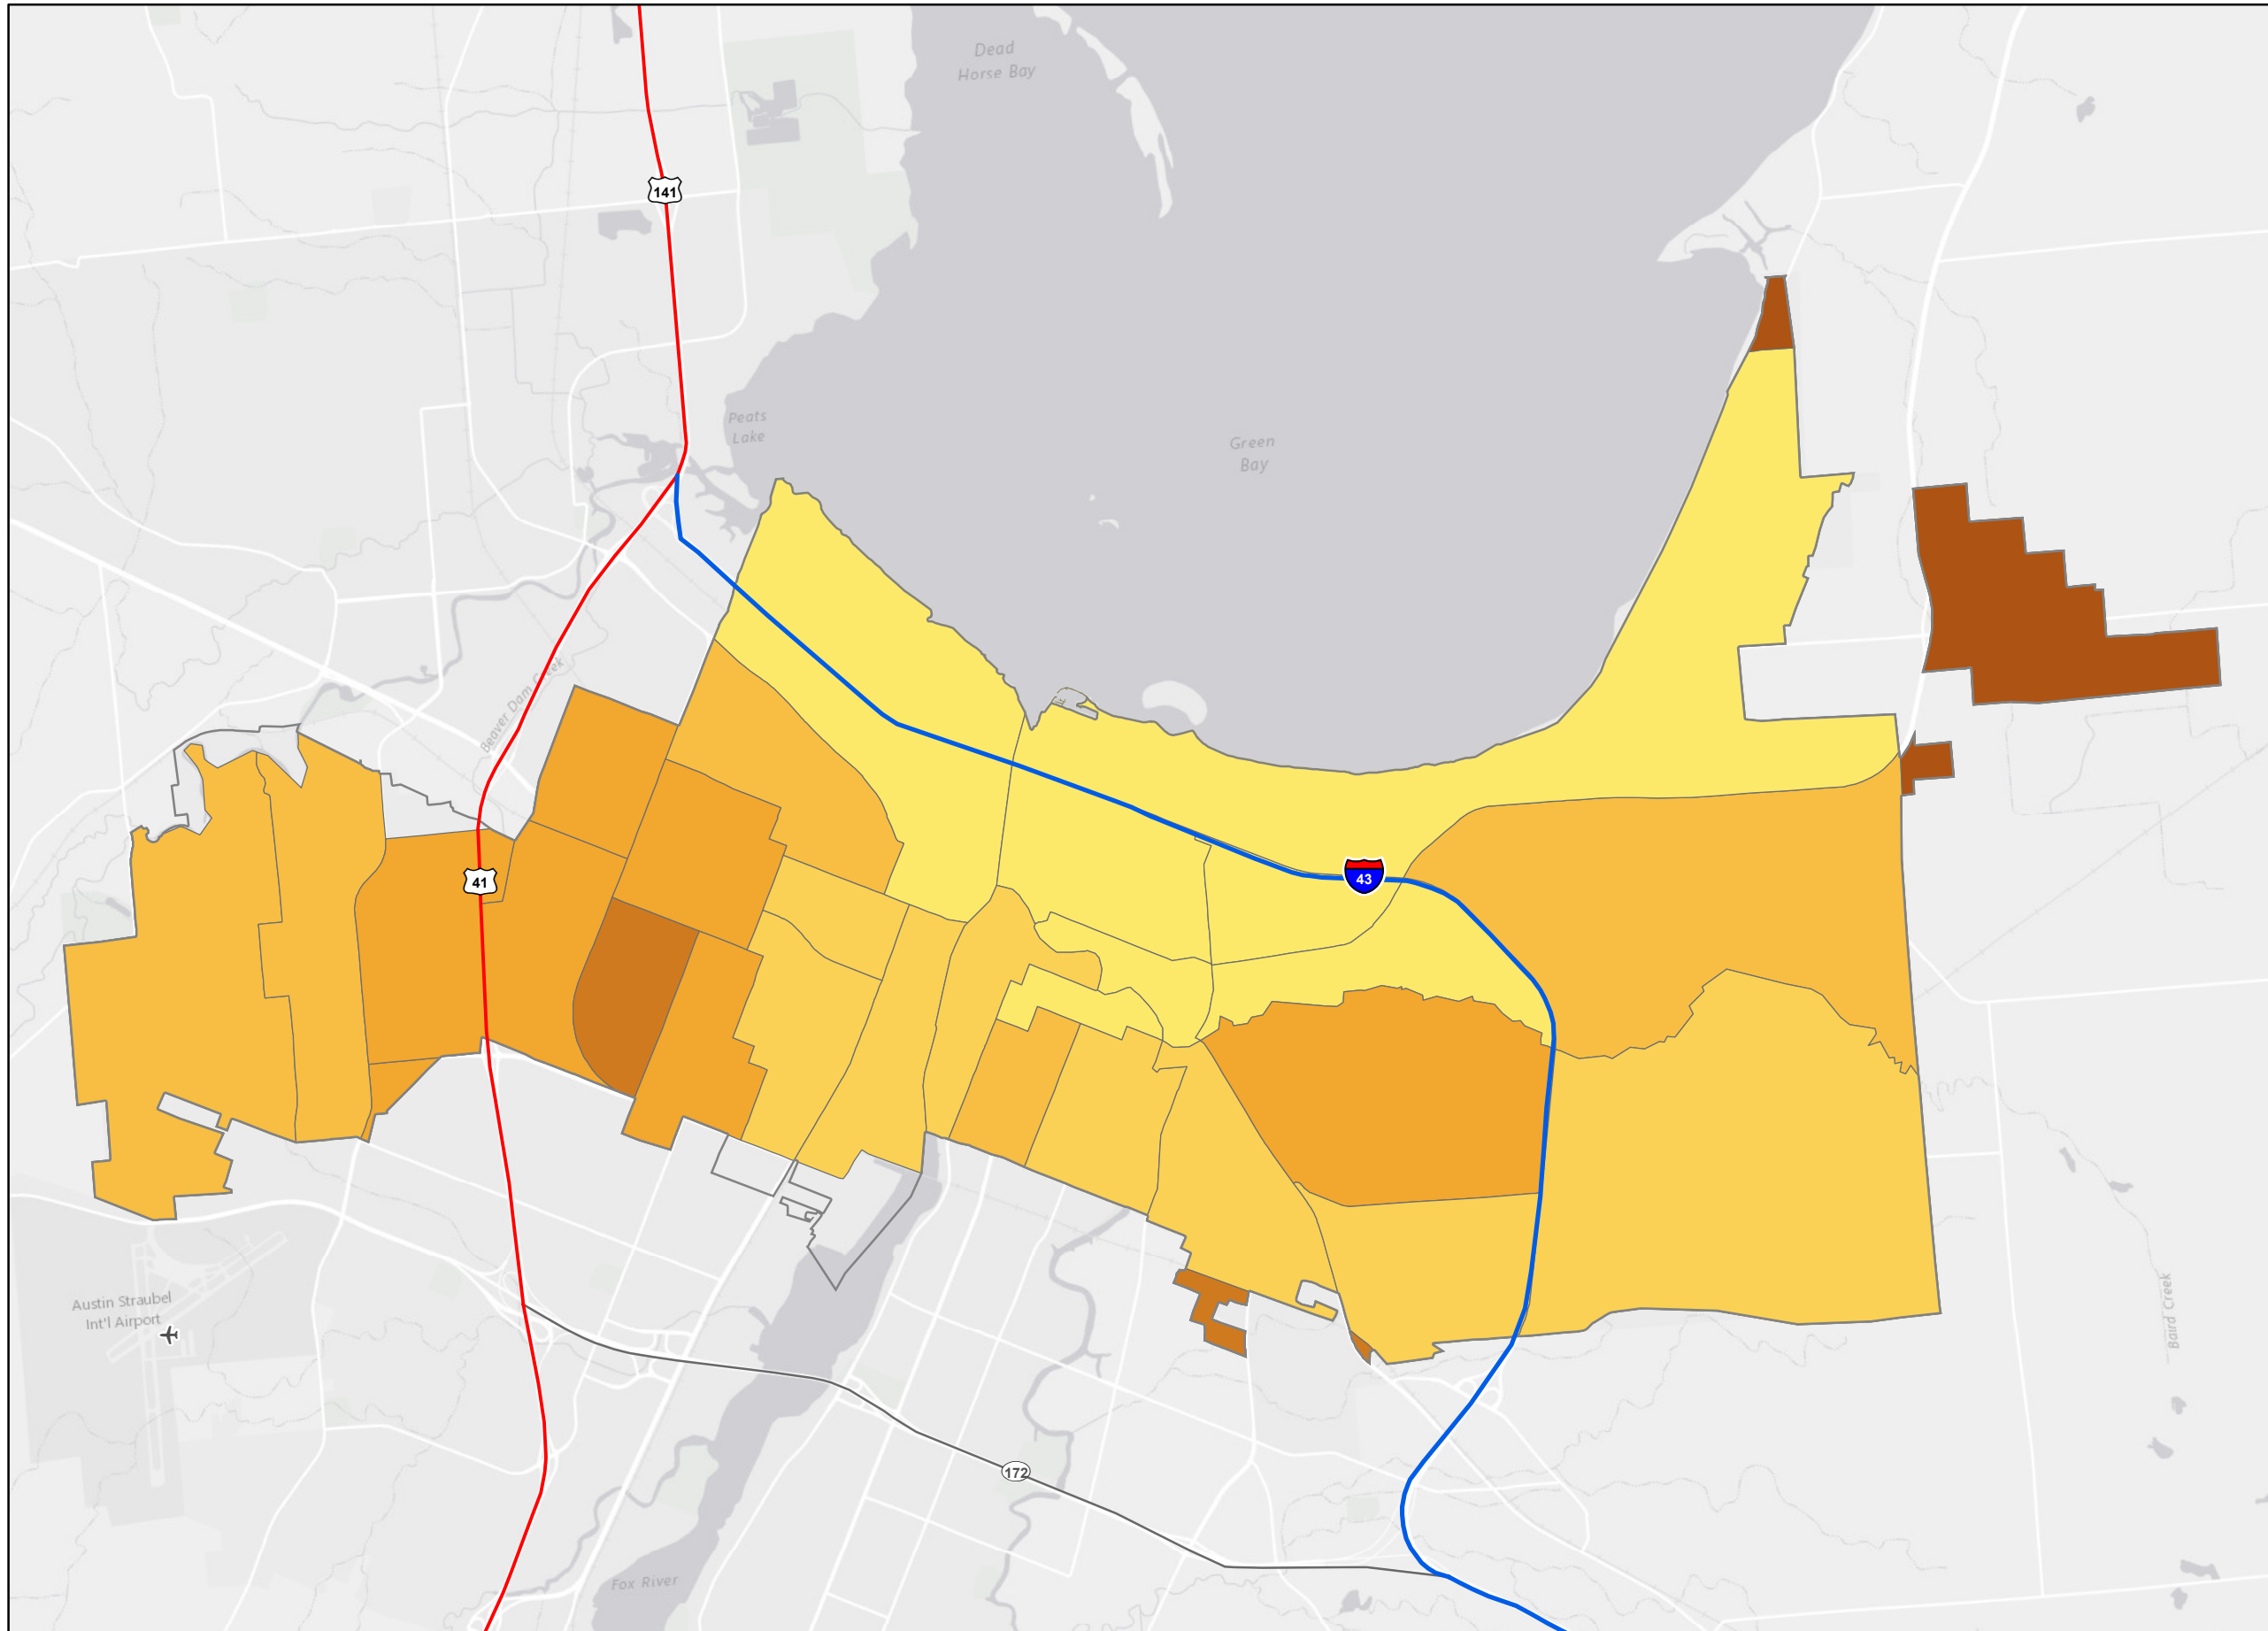 Dead
Horse Bay
141
Peats
Lake
Green
Bay
Beaver Dam Creek
41
43
Austin Straubel
Int'l Airport
Baird Creek
172
Fox River